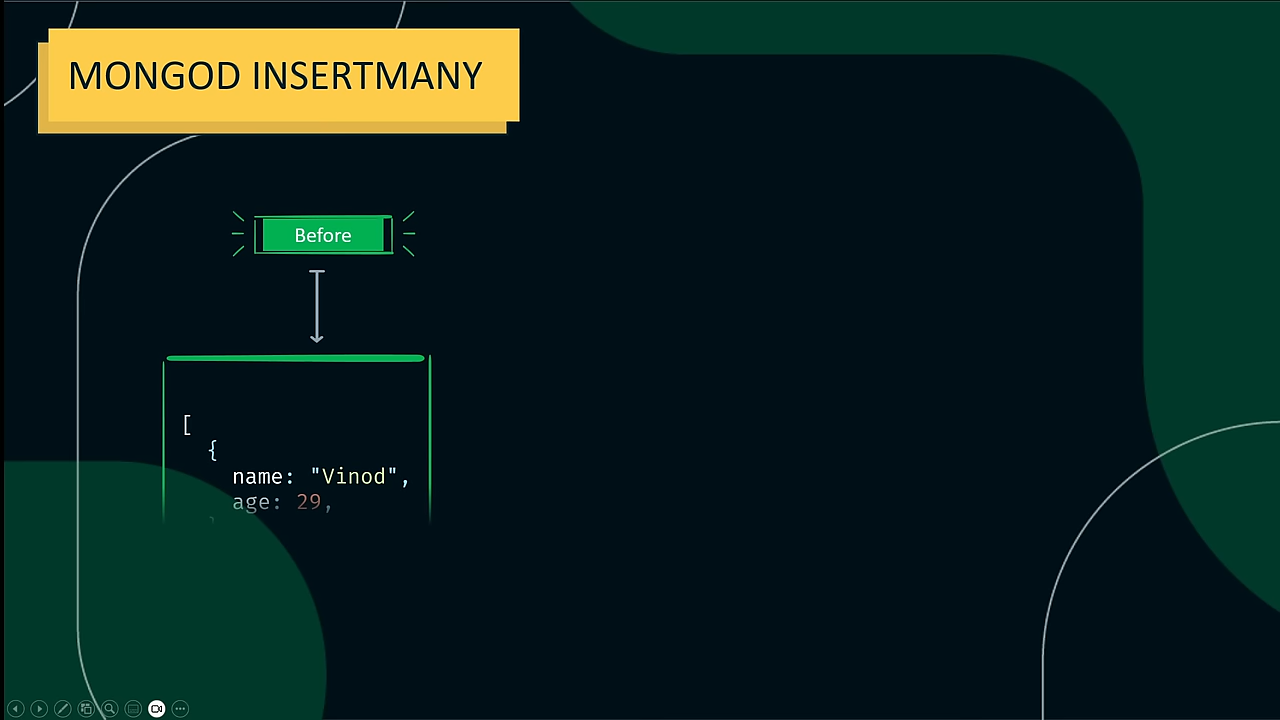 MONGOD INSERTMANY
Before
[
{
name: "Vinod",
age: 29,